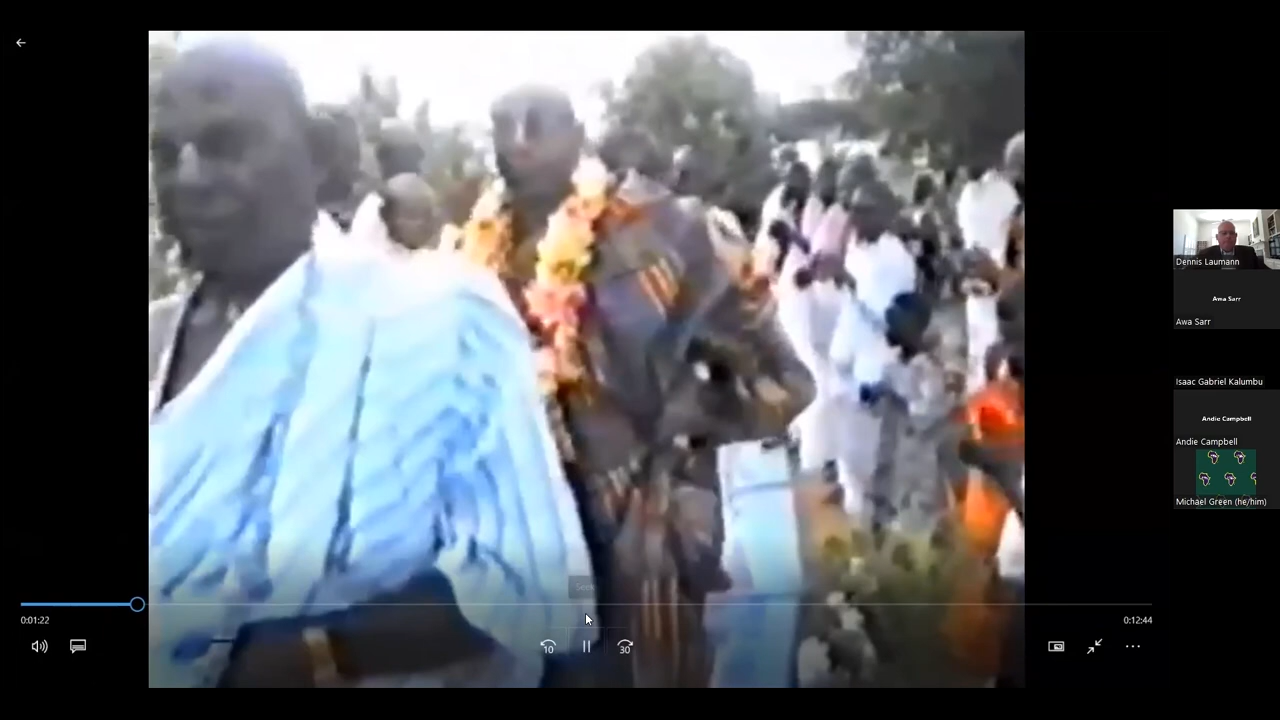 Dennis Laumann
Awa Sarr
Awa Sarr
Isaac Gabriel Kalumbu
Andie Campbell
Andie Campbell
Michael Green (he/him)
0:01:22
0:12:44
10
30